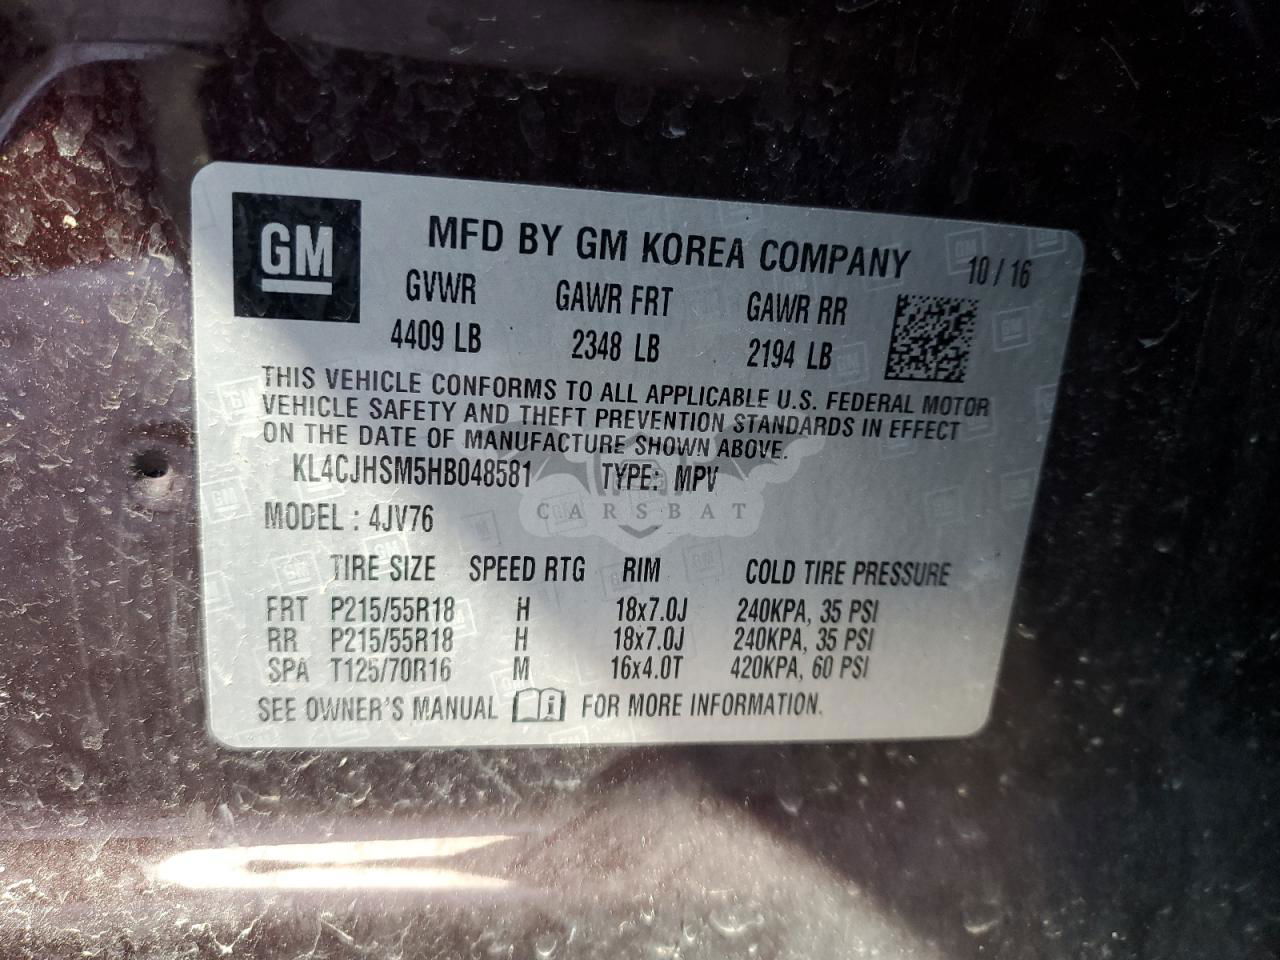 GM
MFD BY GM KOREA COMPANY
10 / 16
GVWR GAWR FRT GAWR RR
4409 LB 2348 LB 2194 LB
THIS VEHICLE CONFORMS TO ALL APPLICABLE U.S. FEDERAL MOTOR
VEHICLE SAFETY AND THEFT PREVENTION STANDARDS IN EFFECT
ON THE DATE OF MANUFACTURE SHOWN ABOVE.
KL4CJHSM5HB048581 TYPE: MPV
CARSBAT
MODEL : 4JV76
TIRE SIZE SPEED RTG RIM COLD TIRE PRESSURE
FRT P215/55R18 H 18x7.0J 240KPA, 35 PSI
RR P215/55R18 H 18x7.0J 240KPA, 35 PSI
SPA T125/70R16 M 16x4.0T 420KPA, 60 PSI
SEE OWNER'S MANUAL i FOR MORE INFORMATION.